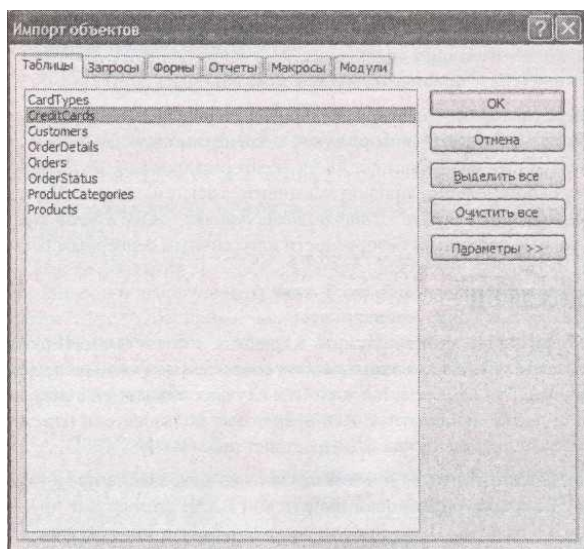 Импорт объектов
Таблицы Запросы Формы Отчеты Макросы Модули
CardTypes
CreditCards
Customers
OrderDetails
Orders
OrderStatus
ProductCategories
Products
OK
Отмена
Выделить все
Очистить все
Параметры >>